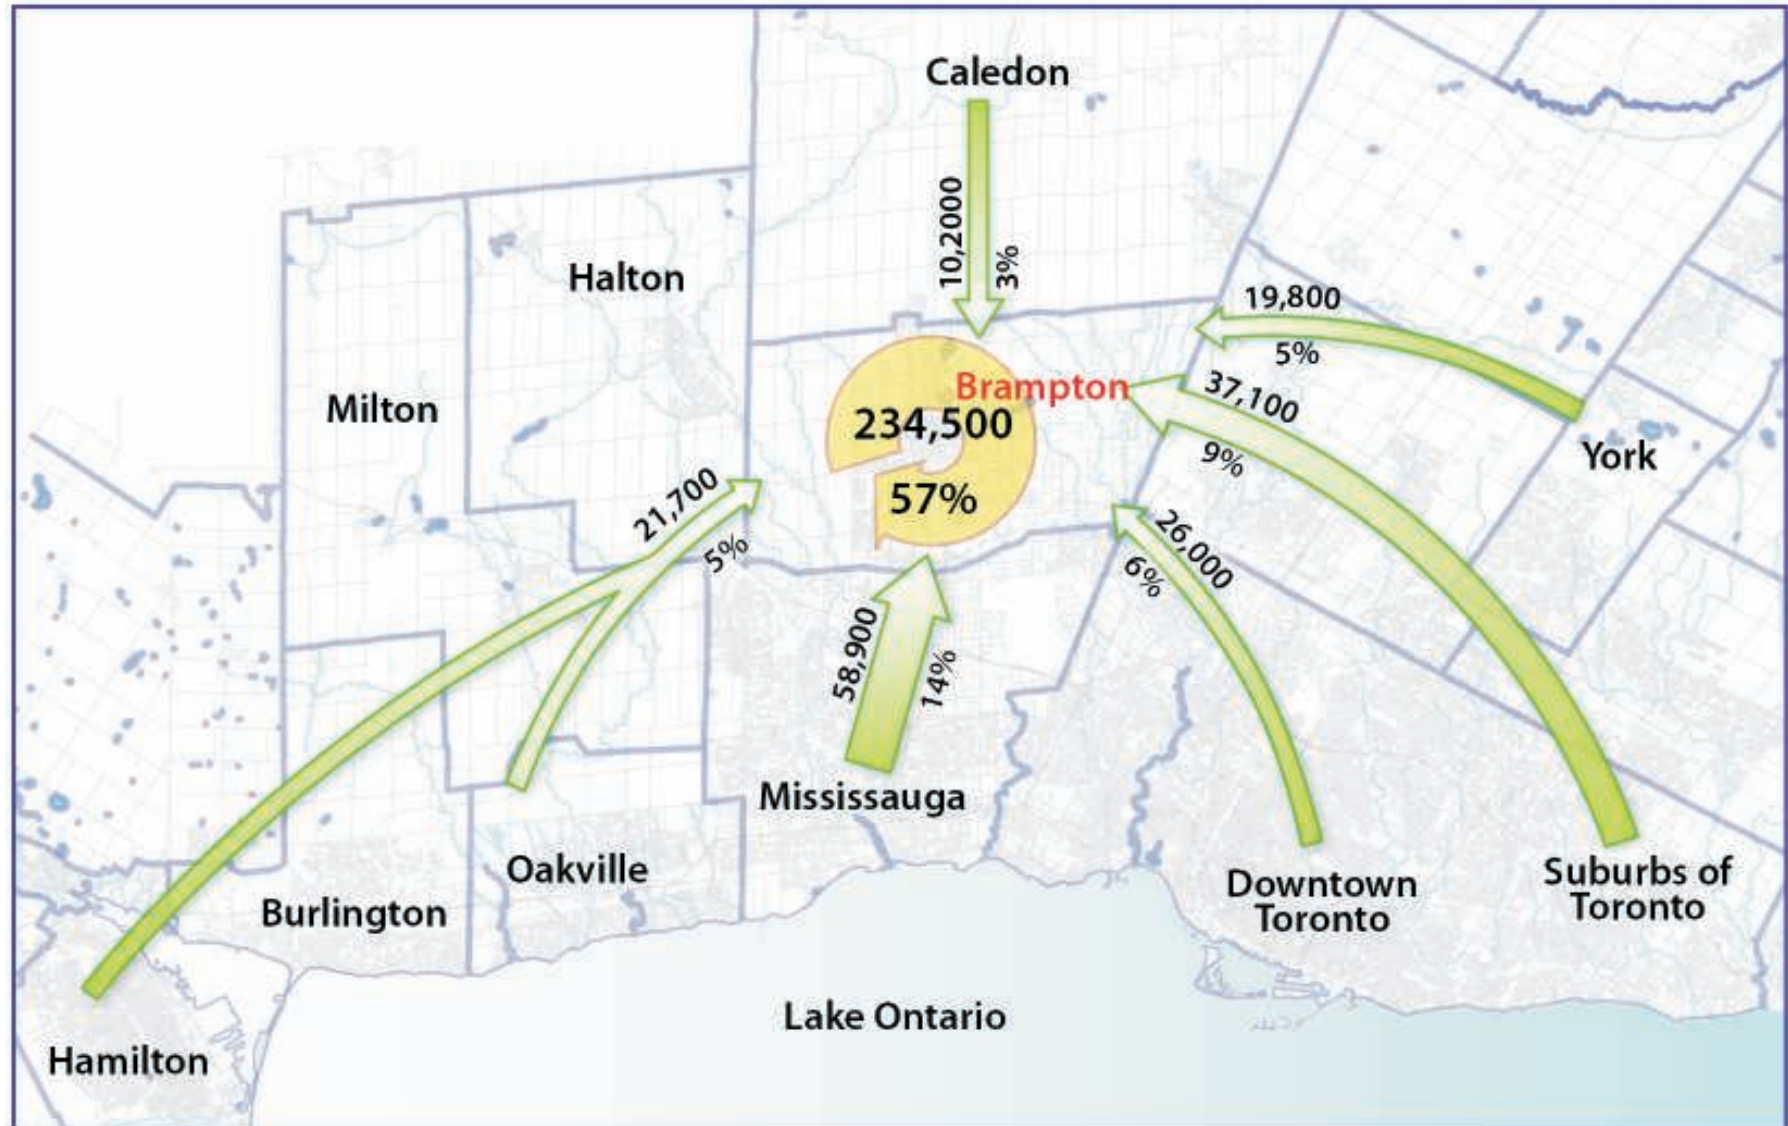 Caledon
10,2000
3%
Halton
19,800
5%
Milton
Brampton
37,100
9%
234,500
57%
York
21,700
5%
26,000
6%
58,900
14%
Mississauga
Oakville
Burlington
Downtown
Toronto
Suburbs of
Toronto
Lake Ontario
Hamilton